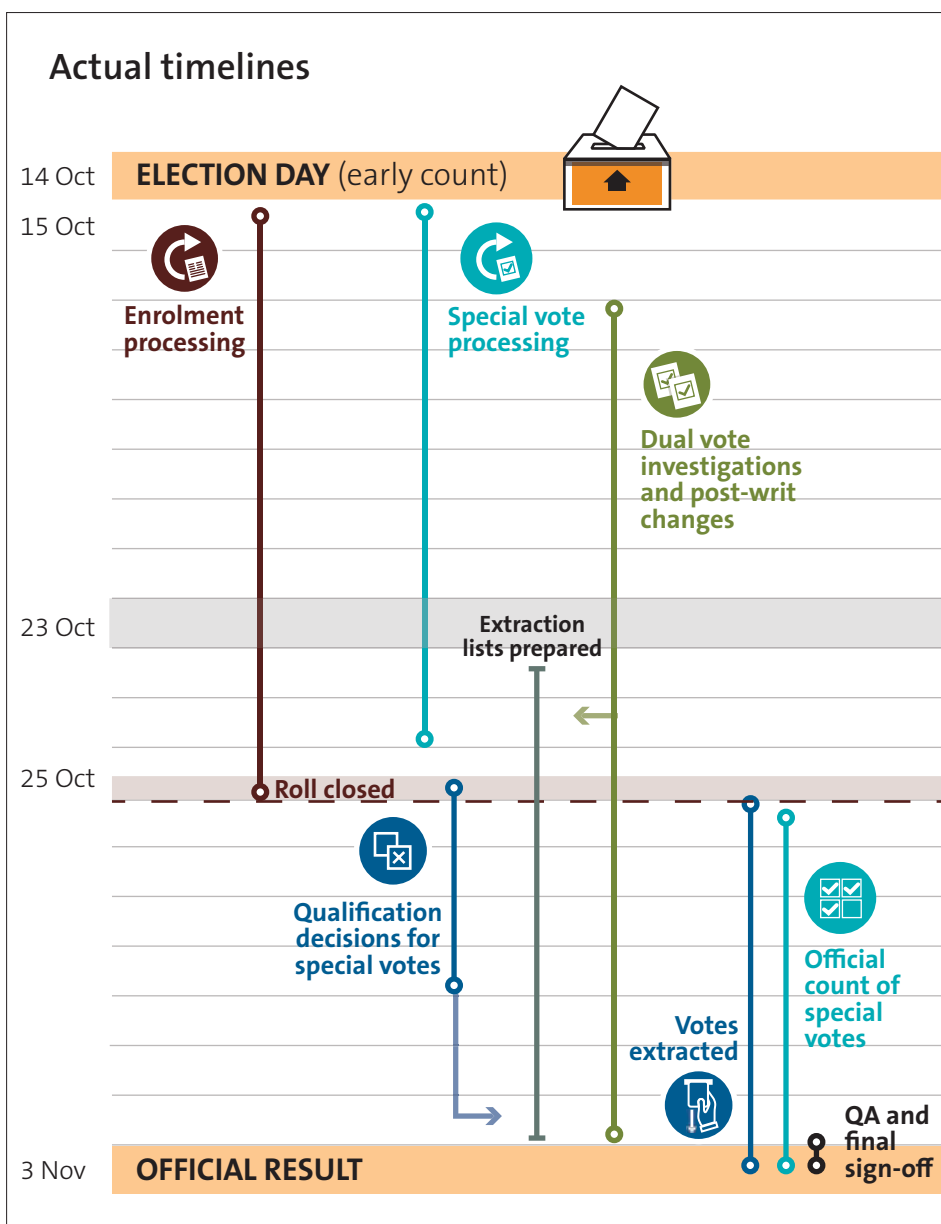 Actual timelines
14 Oct
ELECTION DAY (early count)
15 Oct
Enrolment
processing
Special vote
processing
Dual vote
investigations
and post-writ
changes
23 Oct
Extraction
lists prepared
25 Oct
Roll closed
Qualification
decisions for
special votes
Official
count of
special
votes
Votes
extracted
QA and
final
sign-off
3 Nov
OFFICIAL RESULT